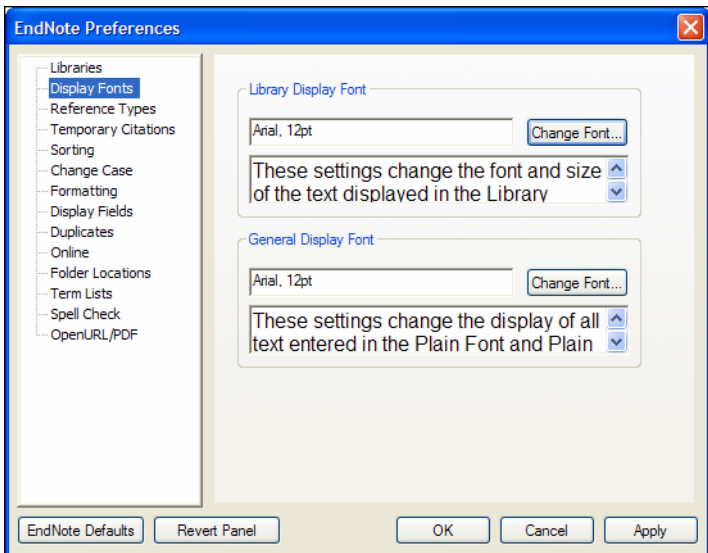 EndNote Preferences
Libraries
Display Fonts
Reference Types
Temporary Citations
Sorting
Change Case
Formatting
Display Fields
Duplicates
Online
Folder Locations
Term Lists
Spell Check
OpenURL/PDF
Library Display Font
Arial, 12pt
Change Font...
These settings change the font and size
of the text displayed in the Library
General Display Font
Arial, 12pt
Change Font...
These settings change the display of all
text entered in the Plain Font and Plain
EndNote Defaults
Revert Panel
OK
Cancel
Apply